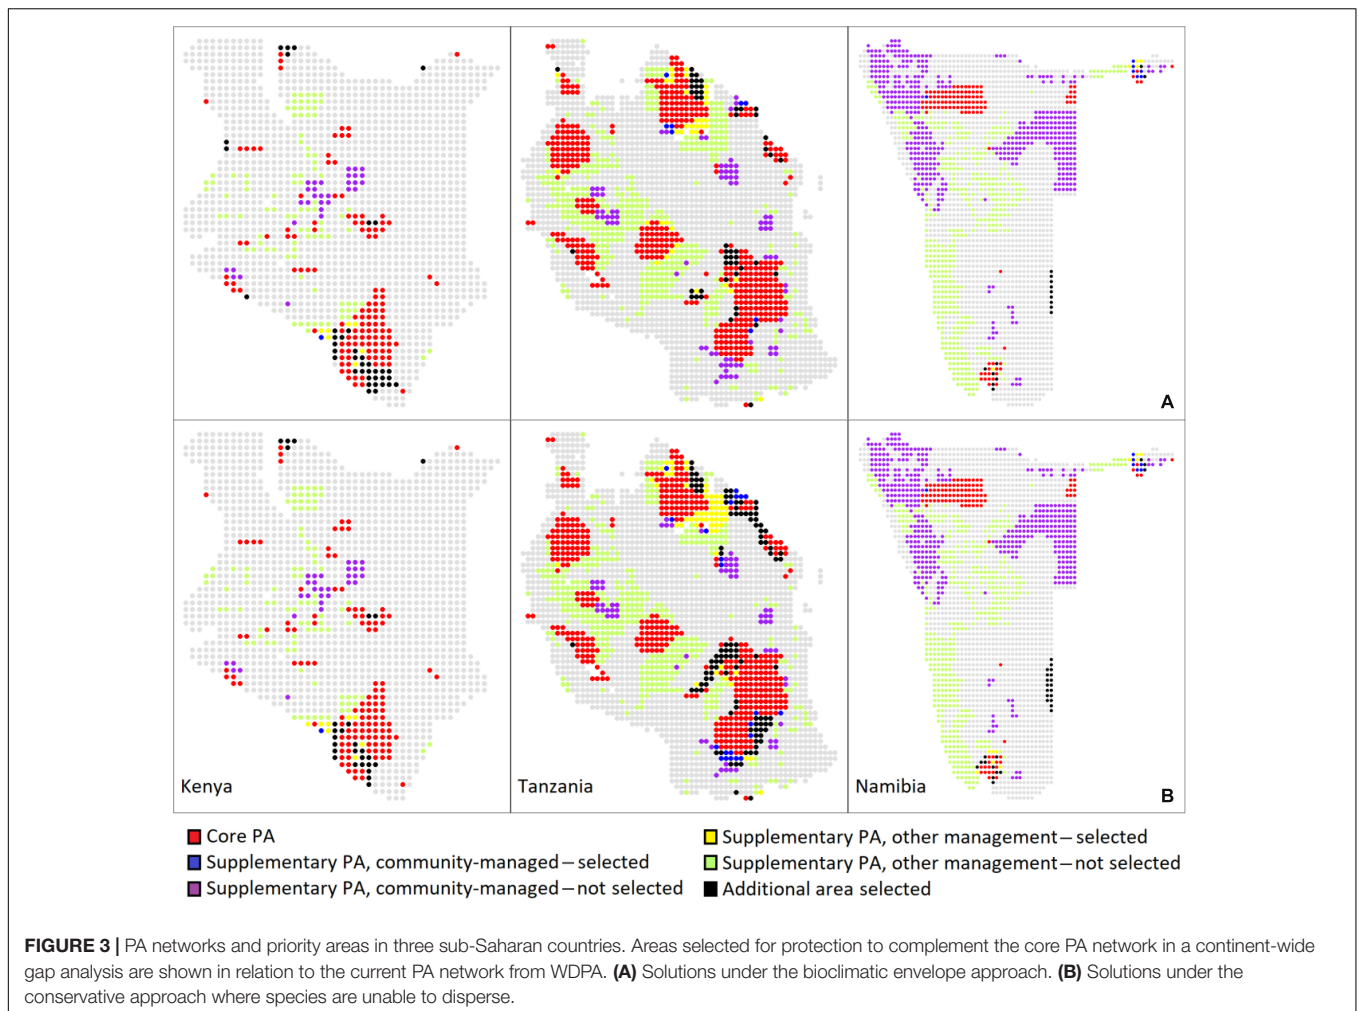 A
Kenya
Tanzania
Namibia
B
Core PA
Supplementary PA, community-managed – selected
Supplementary PA, community-managed – not selected
Supplementary PA, other management – selected
Supplementary PA, other management – not selected
Additional area selected
FIGURE 3 | PA networks and priority areas in three sub-Saharan countries. Areas selected for protection to complement the core PA network in a continent-wide
gap analysis are shown in relation to the current PA network from WDPA. (A) Solutions under the bioclimatic envelope approach. (B) Solutions under the
conservative approach where species are unable to disperse.